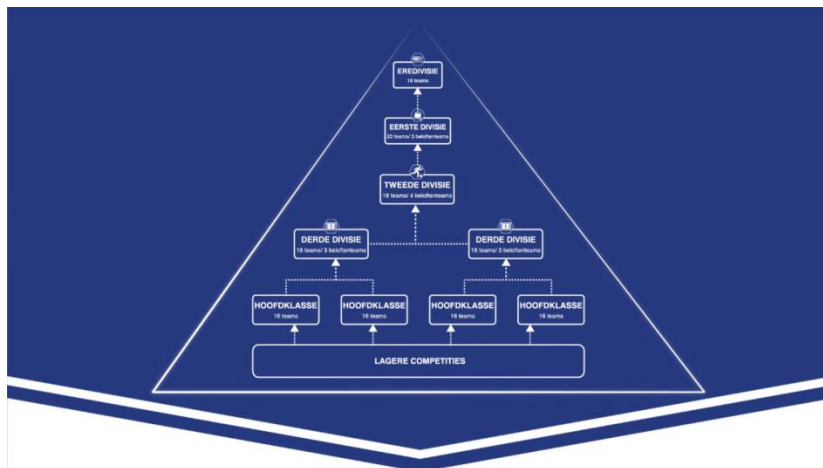 EREDIVISIE
18 teams
EERSTE DIVISIE
20 teams/ 3 beloftenteams
TWEEDE DIVISIE
18 teams/ 4 beloftenteams
DERDE DIVISIE
18 teams/ 3 beloftenteams
DERDE DIVISIE
18 teams/ 3 beloftenteams
HOOFDKLASSE
16 teams
HOOFDKLASSE
16 teams
HOOFDKLASSE
16 teams
HOOFDKLASSE
16 teams
LAGERE COMPETITIES